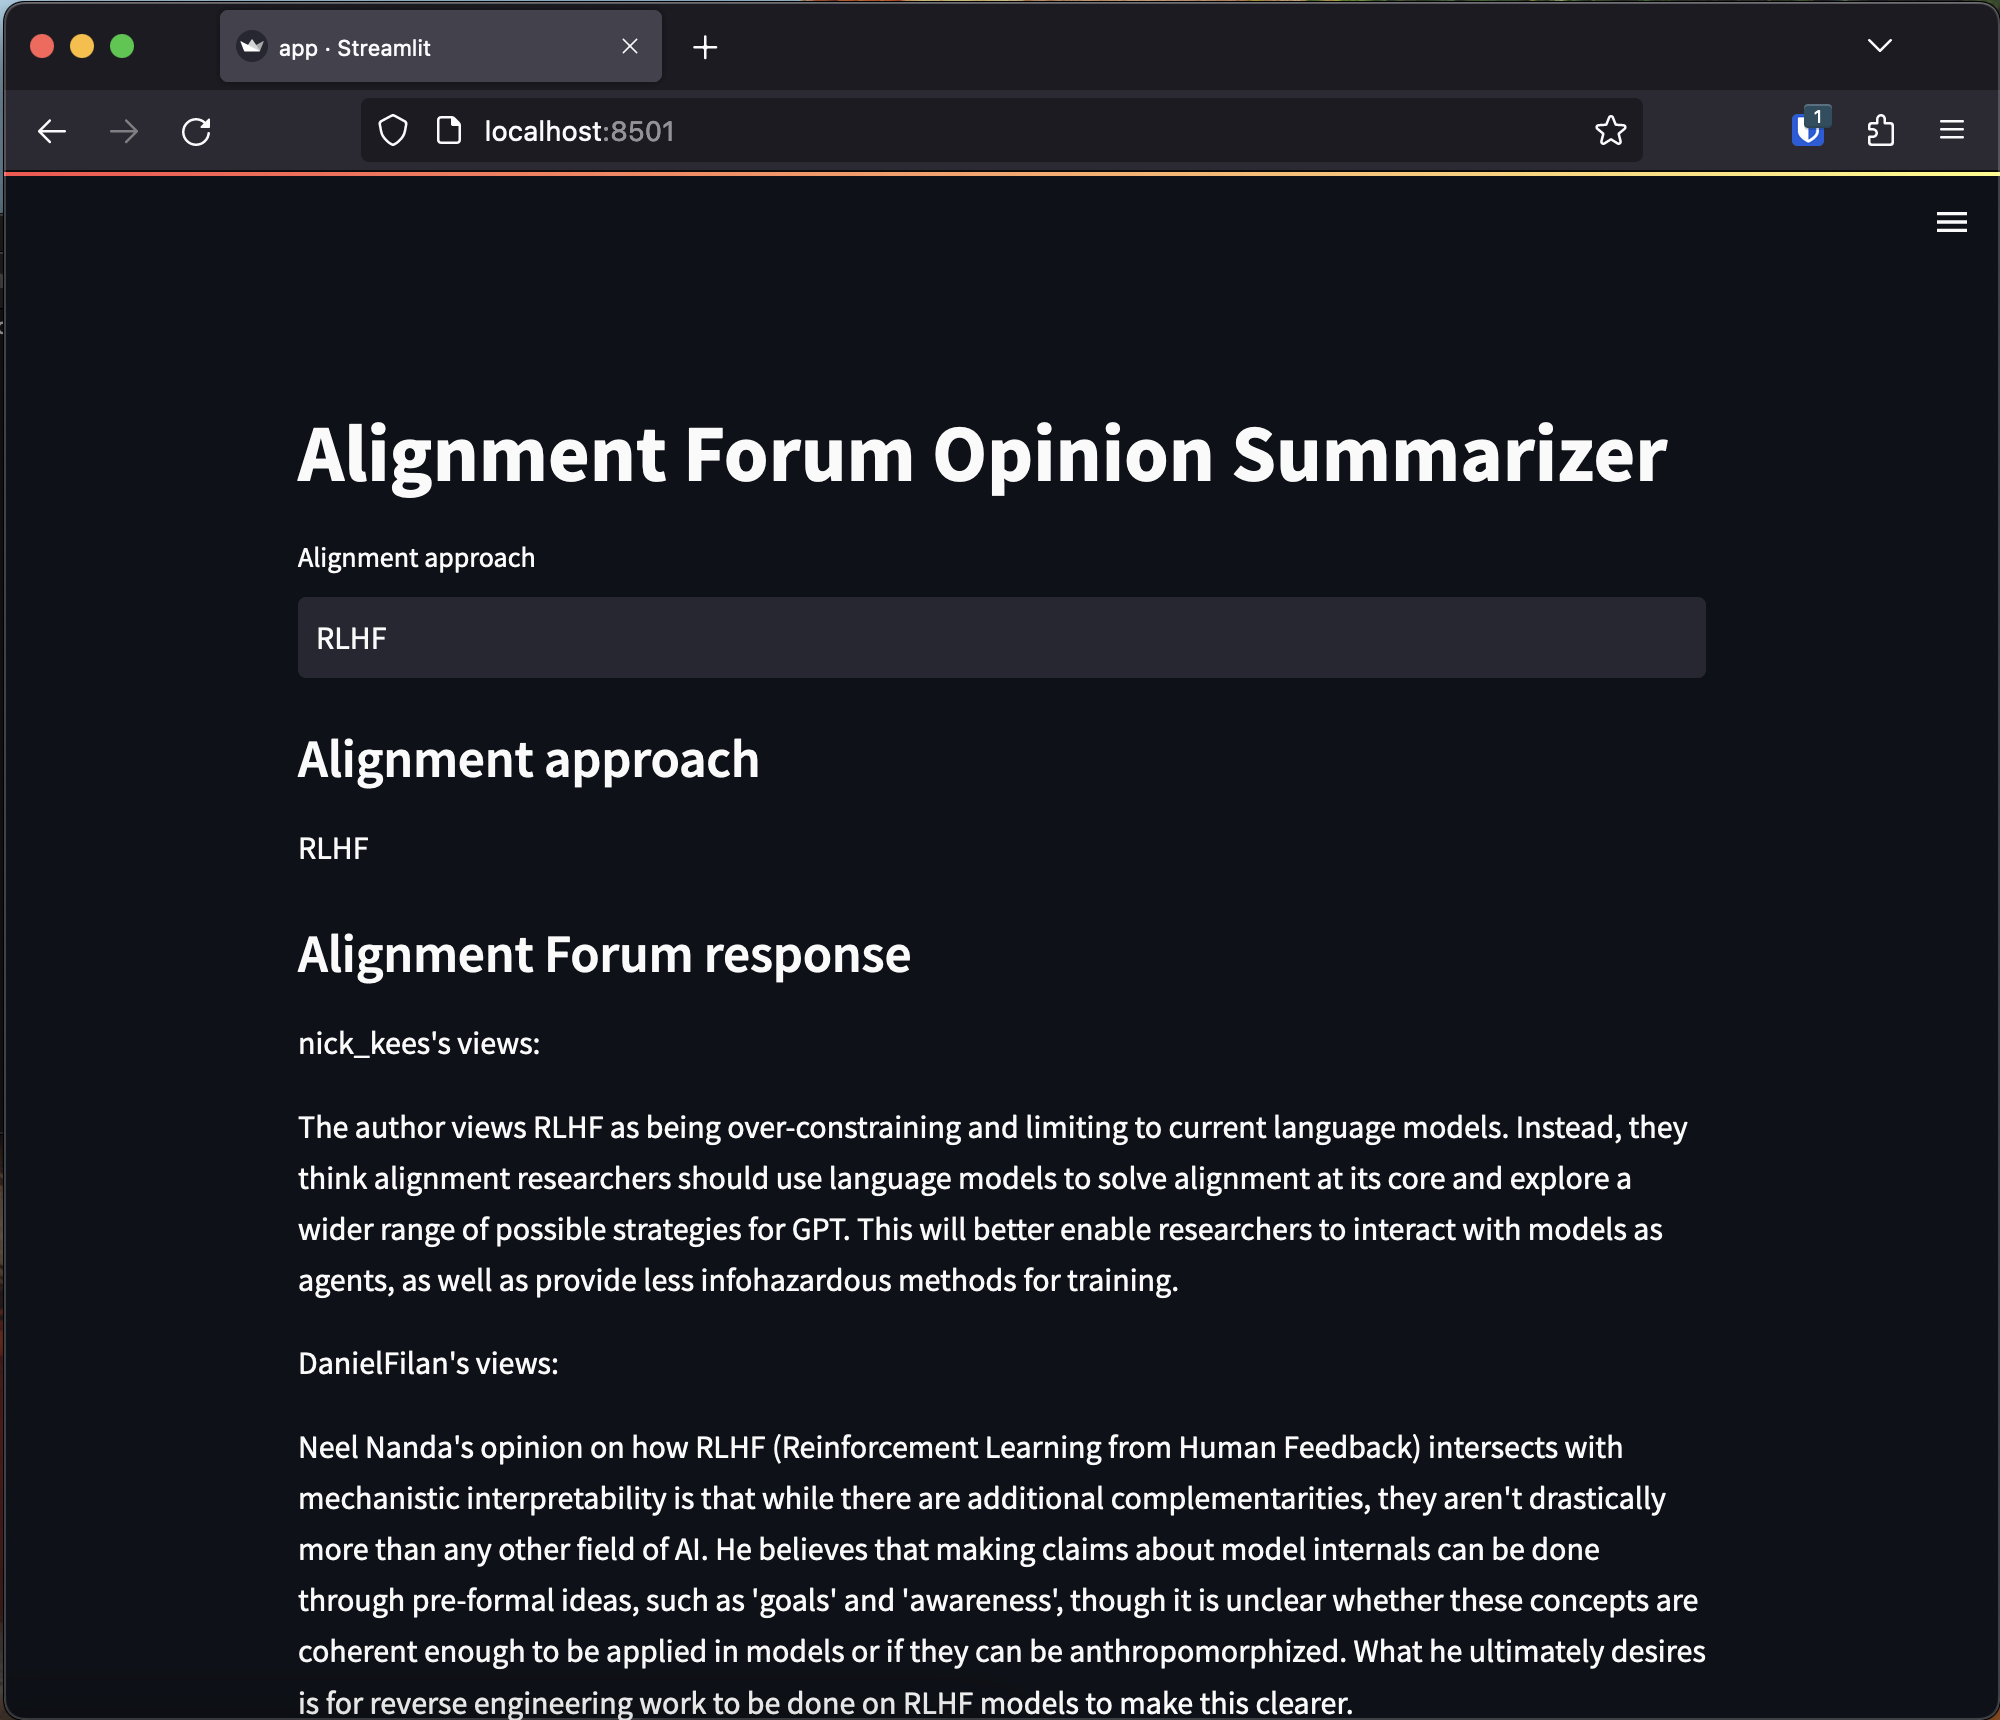 app · Streamlit
localhost:8501
1
Alignment Forum Opinion Summarizer
Alignment approach
RLHF
Alignment approach
RLHF
Alignment Forum response
nick_kees's views:
The author views RLHF as being over-constraining and limiting to current language models. Instead, they
think alignment researchers should use language models to solve alignment at its core and explore a
wider range of possible strategies for GPT. This will better enable researchers to interact with models as
agents, as well as provide less infohazardous methods for training.
DanielFilan's views:
Neel Nanda's opinion on how RLHF (Reinforcement Learning from Human Feedback) intersects with
mechanistic interpretability is that while there are additional complementarities, they aren't drastically
more than any other field of AI. He believes that making claims about model internals can be done
through pre-formal ideas, such as 'goals' and 'awareness', though it is unclear whether these concepts are
coherent enough to be applied in models or if they can be anthropomorphized. What he ultimately desires
is for reverse engineering work to be done on RLHF models to make this clearer.